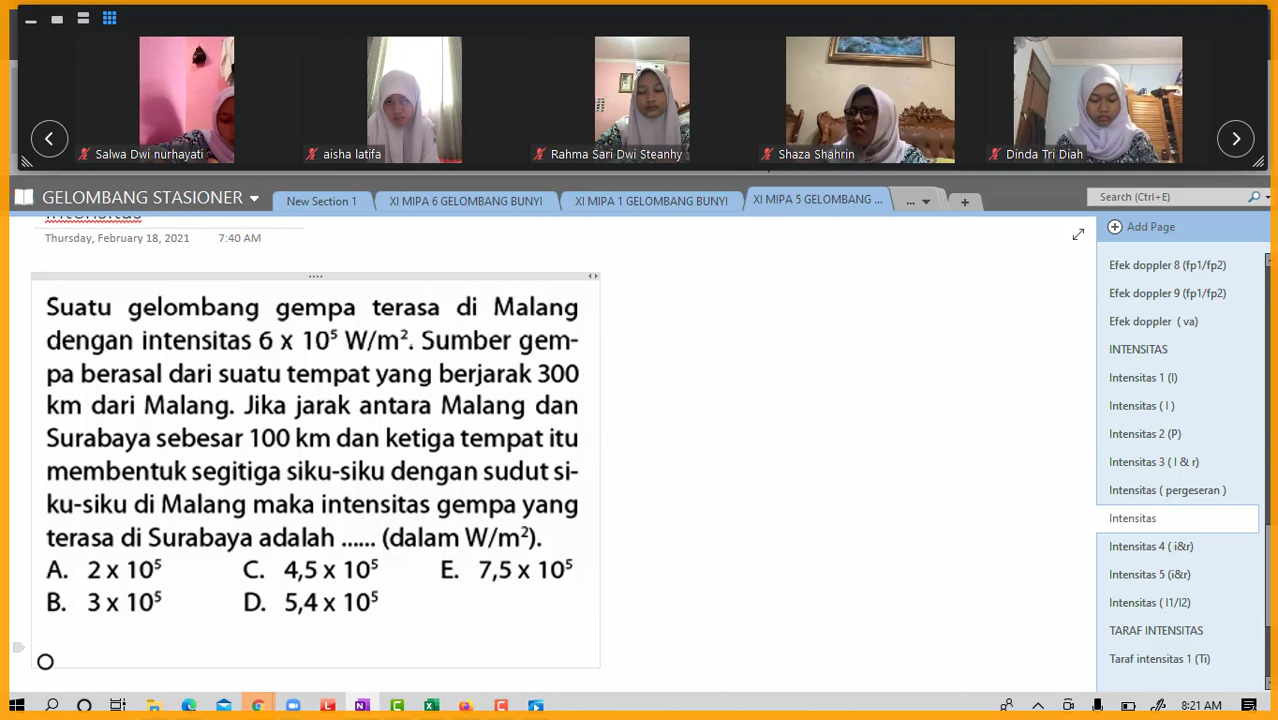 Salwa Dwi nurhayati
aisha latifa
Rahma Sari Dwi Steanhy
Shaza Shahrin
Dinda Tri Diah
GELOMBANG STASIONER
New Section 1
XI MIPA 6 GELOMBANG BUNYI
XI MIPA 1 GELOMBANG BUNYI
XI MIPA 5 GELOMBANG ...
...
Search (Ctrl+E)
Intensitas
Thursday, February 18, 2021 7:40 AM
Suatu gelombang gempa terasa di Malang
dengan intensitas 6 x 10⁵ W/m². Sumber gem-
pa berasal dari suatu tempat yang berjarak 300
km dari Malang. Jika jarak antara Malang dan
Surabaya sebesar 100 km dan ketiga tempat itu
membentuk segitiga siku-siku dengan sudut si-
ku-siku di Malang maka intensitas gempa yang
terasa di Surabaya adalah ...... (dalam W/m²).
A. 2 x 10⁵ C. 4,5 x 10⁵ E. 7,5 x 10⁵
B. 3 x 10⁵ D. 5,4 x 10⁵
Add Page
Efek doppler 8 (fp1/fp2)
Efek doppler 9 (fp1/fp2)
Efek doppler ( va)
INTENSITAS
Intensitas 1 (I)
Intensitas ( I )
Intensitas 2 (P)
Intensitas 3 ( I & r)
Intensitas ( pergeseran )
Intensitas
Intensitas 4 ( i&r)
Intensitas 5 (i&r)
Intensitas ( I1/I2)
TARAF INTENSITAS
Taraf intensitas 1 (Ti)
8:21 AM